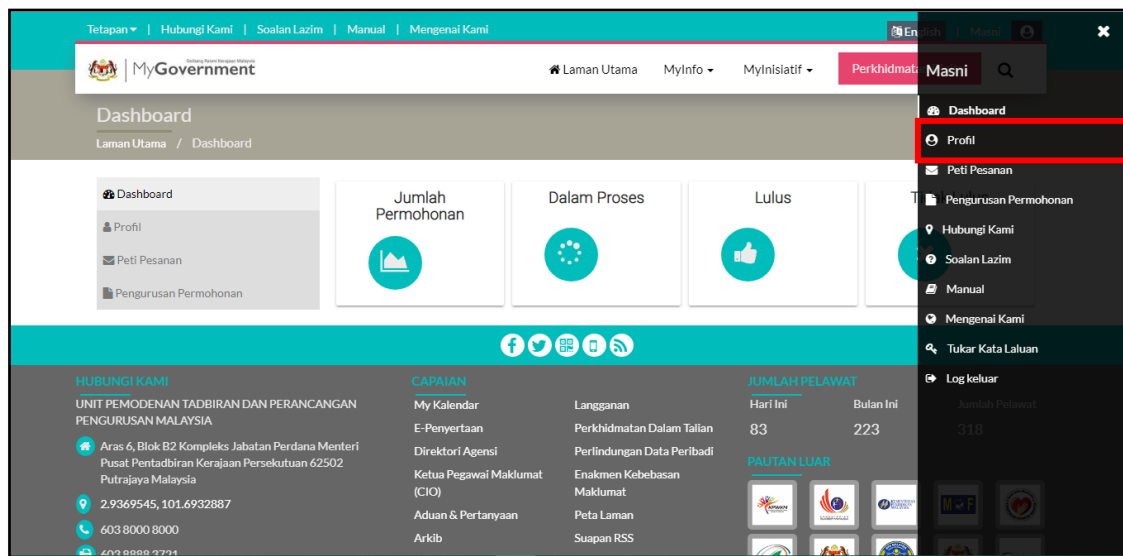 Tetapan | Hubungi Kami | Soalan Lazim | Manual | Mengenai Kami
English | Masni
MyGovernment
Laman Utama MyInfo MyInisiatif
Masni
Dashboard
Laman Utama / Dashboard
Dashboard
Profil
Peti Pesanan
Pengurusan Permohonan
Jumlah
Permohonan
Dalam Proses
Lulus
Dashboard
Profil
Peti Pesanan
Pengurusan Permohonan
Hubungi Kami
Soalan Lazim
Manual
Mengenai Kami
Tukar Kata Laluan
Log keluar
HUBUNGI KAMI
UNIT PEMODENAN TADBIRAN DAN PERANCANGAN
PENGURUSAN MALAYSIA
Aras 6, Blok B2 Kompleks Jabatan Perdana Menteri
Pusat Pentadbiran Kerajaan Persekutuan 62502
Putrajaya Malaysia
2.9369545, 101.6932887
603 8000 8000
603 8888 3721
CAPAIAN
My Kalendar
E-Penyertaan
Direktori Agensi
Ketua Pegawai Maklumat
(CIO)
Aduan & Pertanyaan
Arkib
Langganan
Perkhidmatan Dalam Talian
Perlindungan Data Peribadi
Enakmen Kebebasan
Maklumat
Peta Laman
Suapan RSS
JUMLAH PELAWAT
Hari Ini Bulan Ini Jumlah Pelawat
83 223 318
PAUTAN LUAR